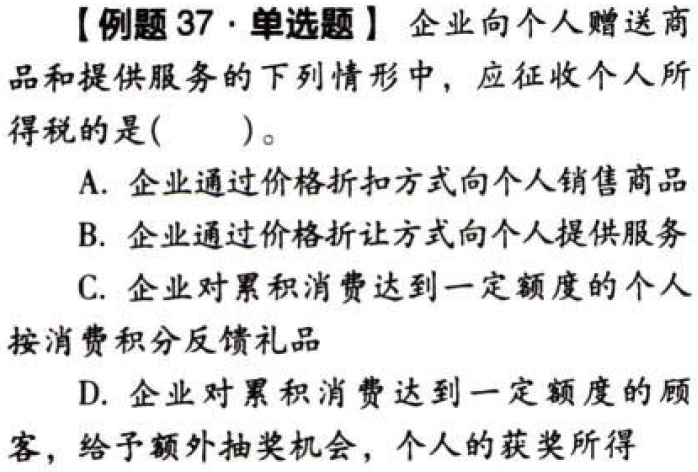 【例题 37 · 单选题】 企业向个人赠送商
品和提供服务的下列情形中，应征收个人所
得税的是(　　)。
A. 企业通过价格折扣方式向个人销售商品
B. 企业通过价格折让方式向个人提供服务
C. 企业对累积消费达到一定额度的个人
按消费积分反馈礼品
D. 企业对累积消费达到一定额度的顾
客，给予额外抽奖机会，个人的获奖所得